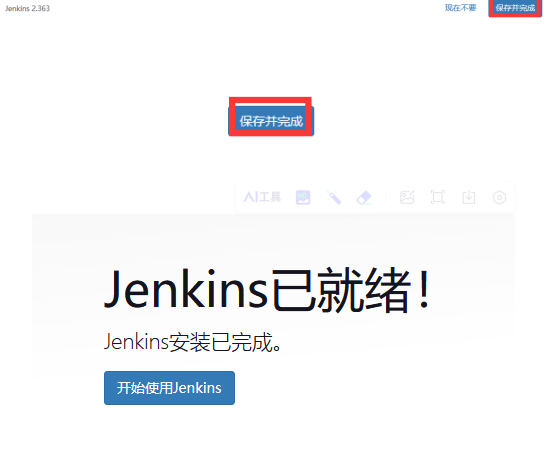 Jenkins 2.363
现在不要
保存并完成
保存并完成
AI工具
Jenkins已就绪！
Jenkins安装已完成。
开始使用Jenkins